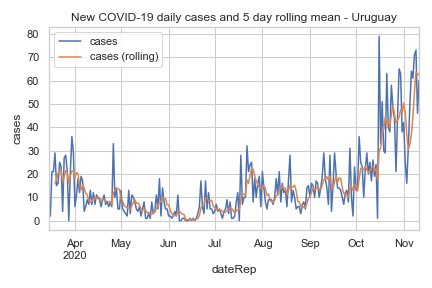 New COVID-19 daily cases and 5 day rolling mean - Uruguay
80
70
60
50
40
30
20
10
0
cases
cases
cases (rolling)
Apr
2020
May
Jun
Jul
Aug
Sep
Oct
Nov
dateRep